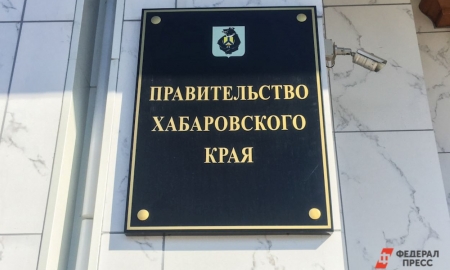 ПРАВИТЕЛЬСТВО
ХАБАРОВСКОГО
КРАЯ
ФЕДЕРАЛ
ПРЕСС